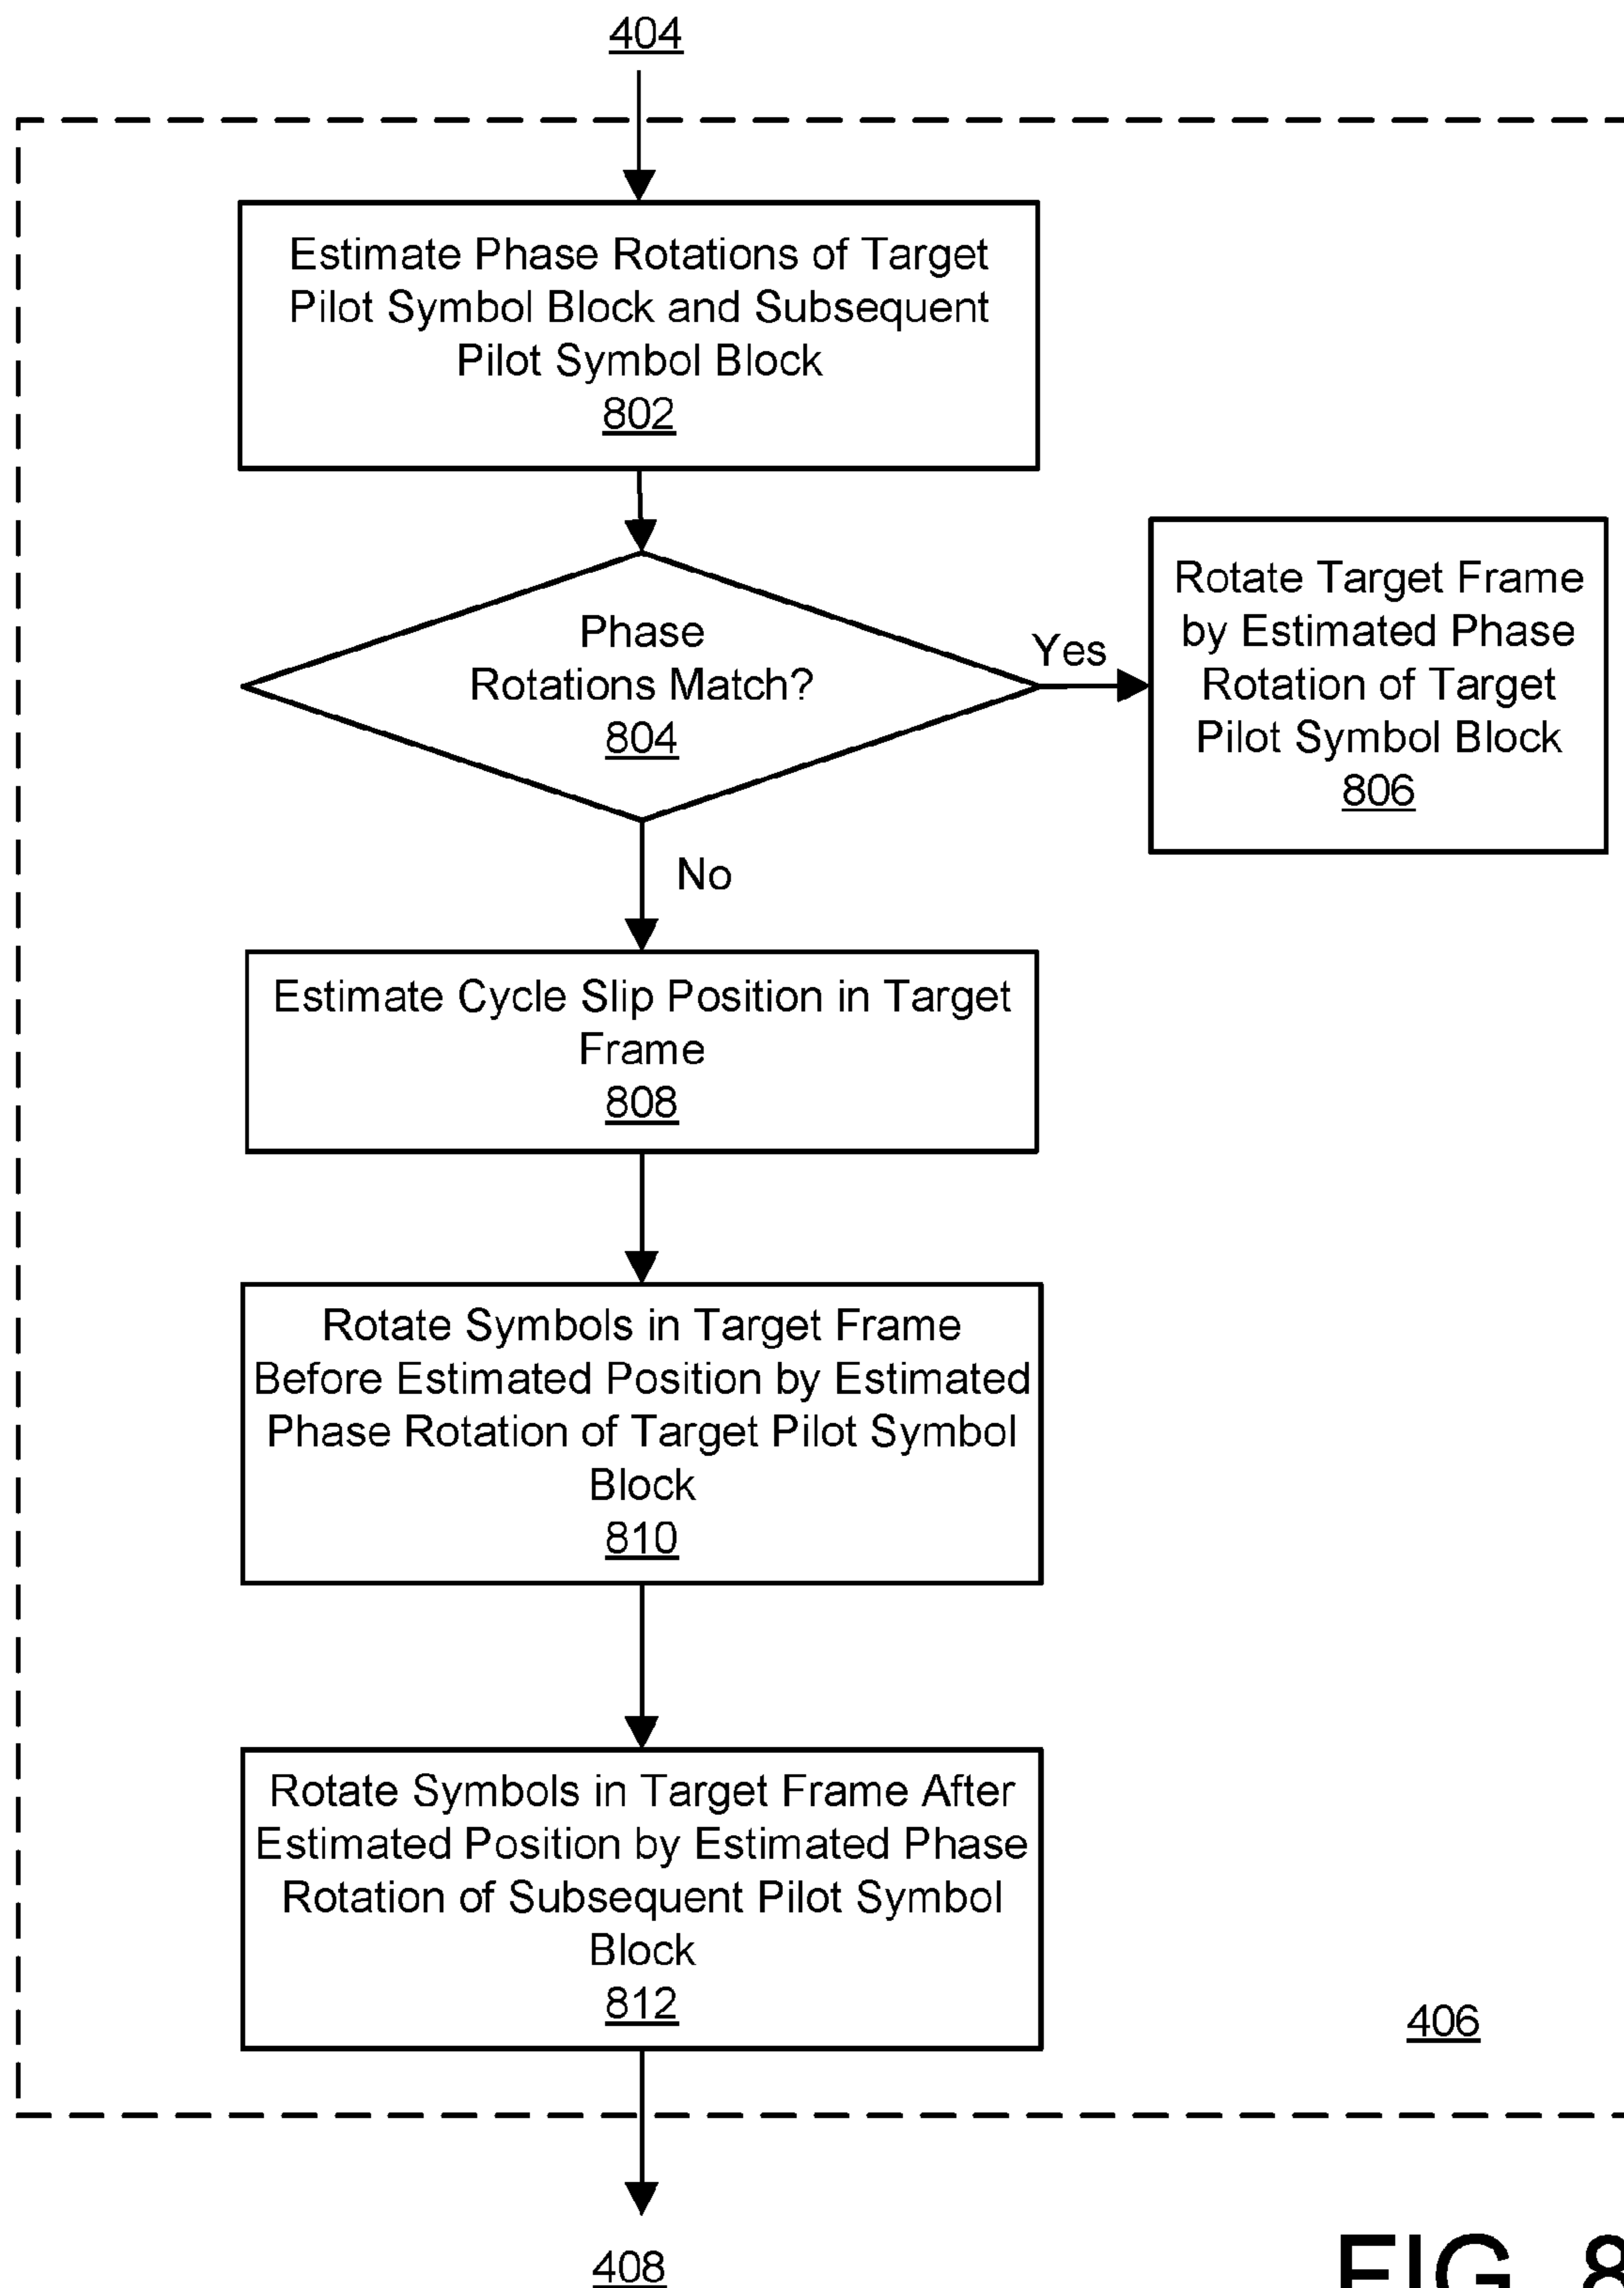 404
Estimate Phase Rotations of Target
Pilot Symbol Block and Subsequent
Pilot Symbol Block
802
Phase
Rotations Match?
804
Yes
Rotate Target Frame
by Estimated Phase
Rotation of Target
Pilot Symbol Block
806
No
Estimate Cycle Slip Position in Target
Frame
808
Rotate Symbols in Target Frame
Before Estimated Position by Estimated
Phase Rotation of Target Pilot Symbol
Block
810
Rotate Symbols in Target Frame After
Estimated Position by Estimated Phase
Rotation of Subsequent Pilot Symbol
Block
812
406
408
FIG. 8